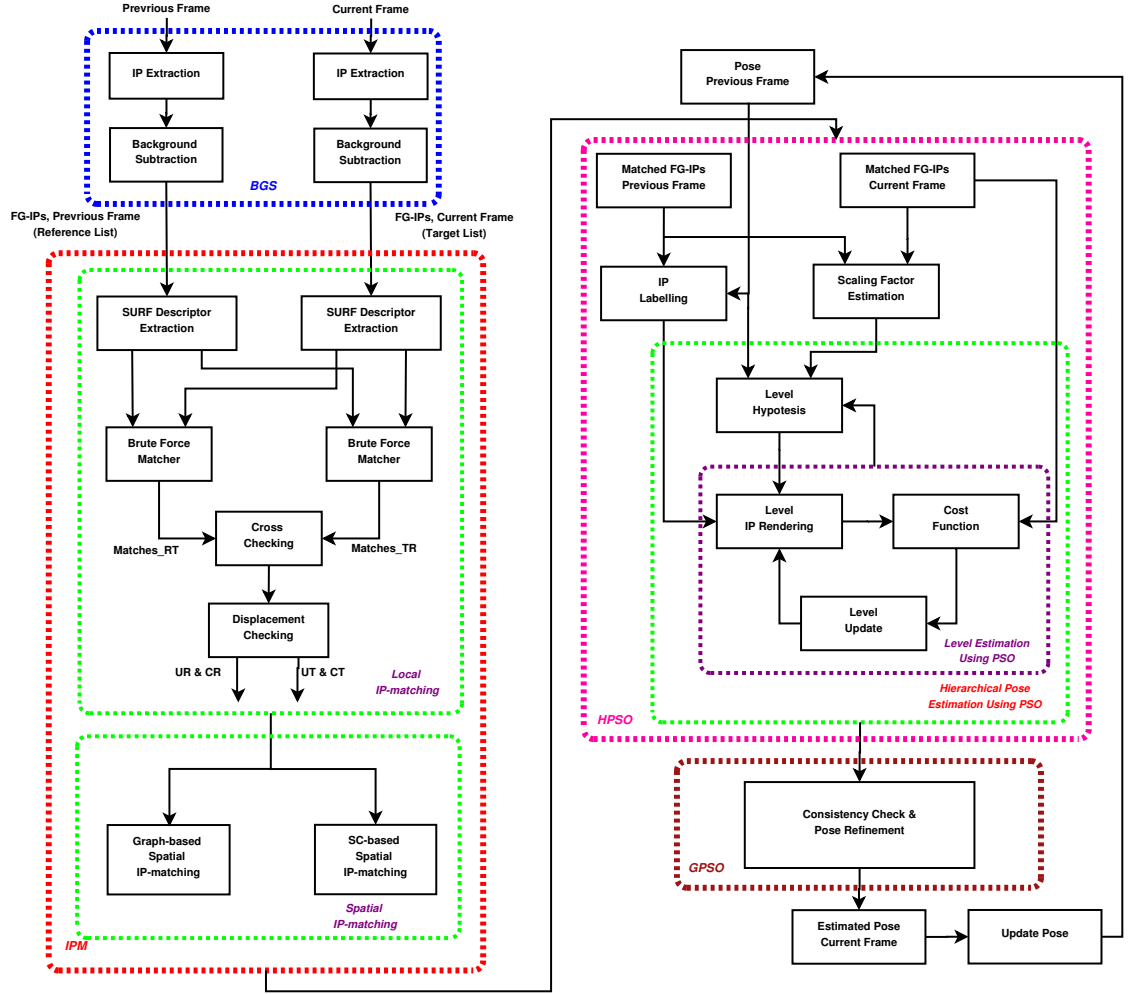 Prevrious Frame
Current Frame
IP Extraction
IP Extraction
Background
Subtraction
Background
Subtraction
BGS
FG-IPs, Previrious Frame
(Reference List)
FG-IPs, Current Frame
(Target List)
SURF Descriptor
Extraction
SURF Descriptor
Extraction
Brute Force
Matcher
Brute Force
Matcher
Cross
Checking
Matches_RT
Matches_TR
Displacement
Checking
UR & CR
UT & CT
Local
IP-matching
Graph-based
Spatial
IP-matching
SC-based
Spatial
IP-matching
Spatial
IP-matching
IPM
Pose
Previous Frame
Matched FG-IPs
Previous Frame
Matched FG-IPs
Current Frame
IP
Labelling
Scaling Factor
Estimation
Level
Hypotesis
Level
IP Rendering
Cost
Function
Level
Update
Level Estimation
Using PSO
Hierarchical Pose
Estimation Using PSO
HPSO
Consistency Check &
Pose Refinement
GPSO
Estimated Pose
Current Frame
Update Pose